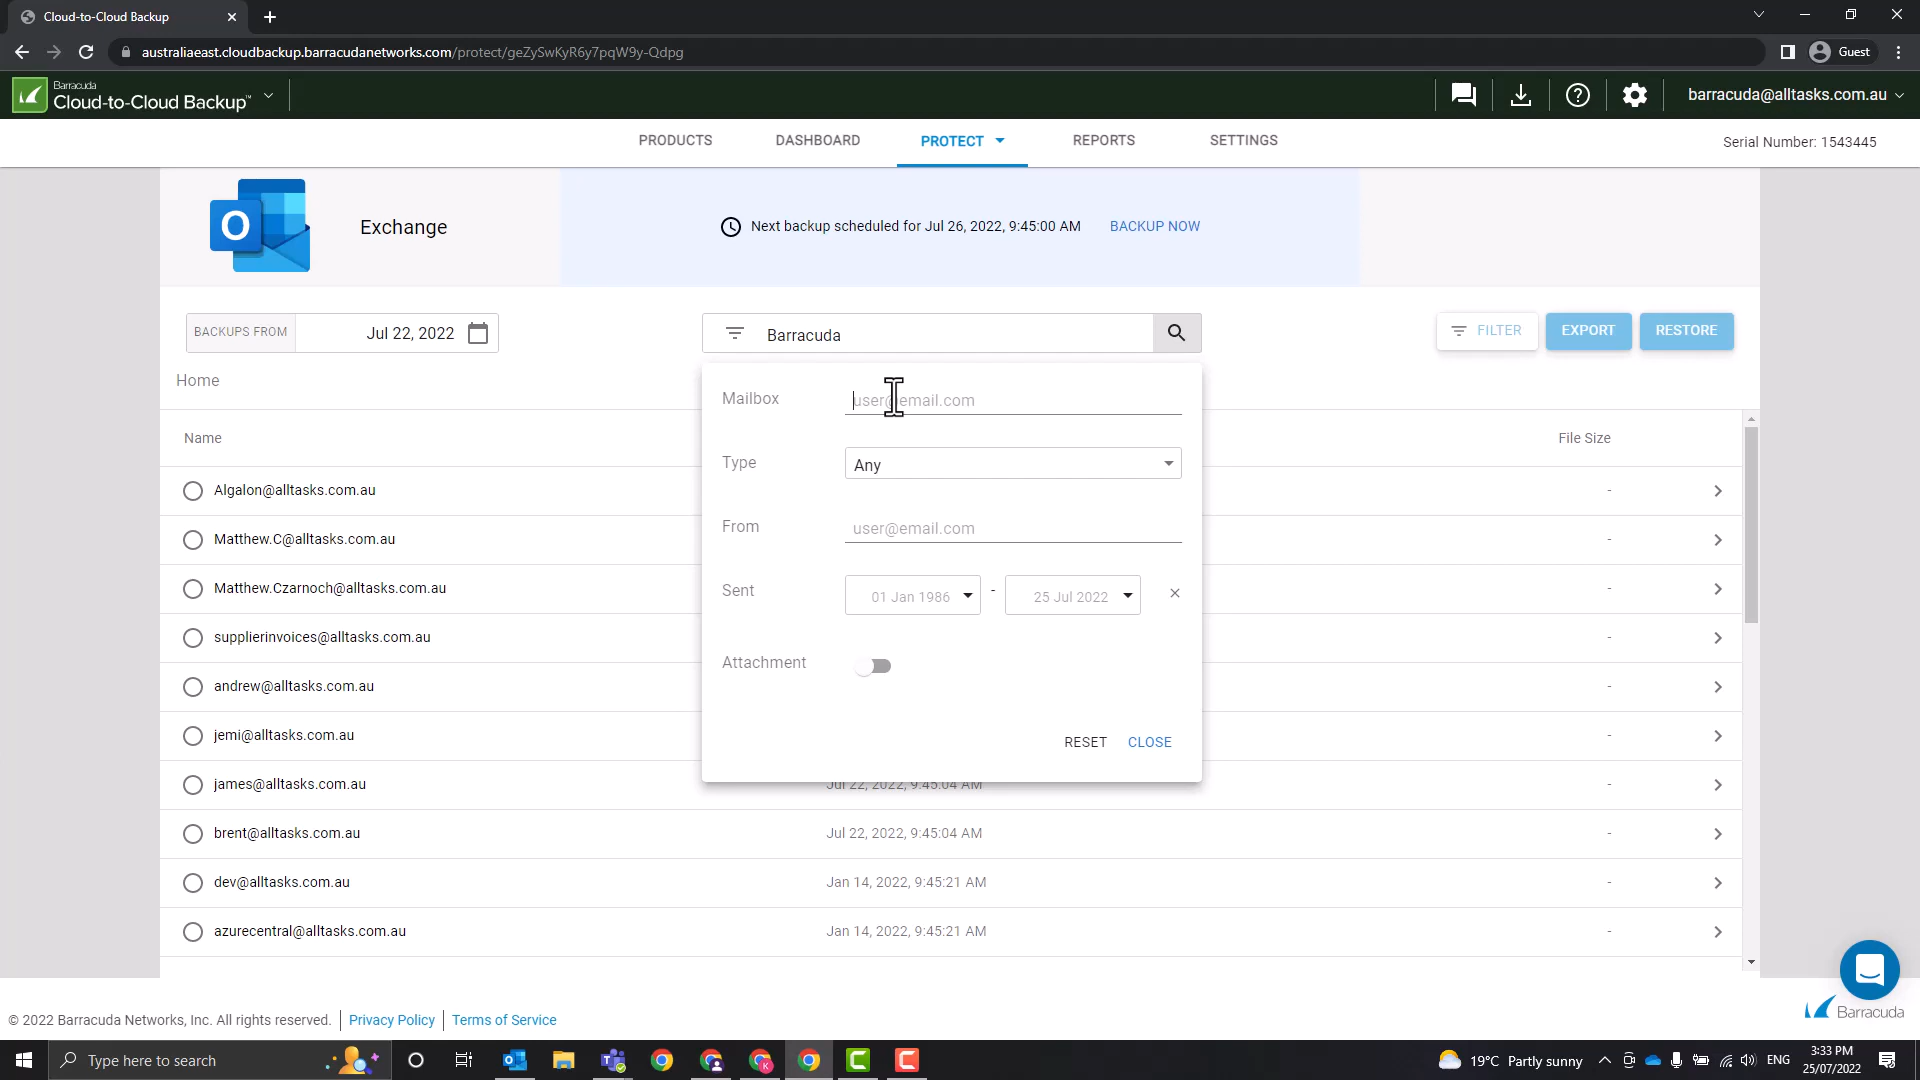 Cloud-to-Cloud Backup
australiaeast.cloudbackup.barracudanetworks.com/protect/geZySwKyR6y7pqW9y-Qdpg
Guest
Barracuda
Cloud-to-Cloud Backup™
barracuda@alltasks.com.au
PRODUCTS
DASHBOARD
PROTECT
REPORTS
SETTINGS
Serial Number: 1543445
Exchange
Next backup scheduled for Jul 26, 2022, 9:45:00 AM
BACKUP NOW
BACKUPS FROM
Jul 22, 2022
Barracuda
FILTER
EXPORT
RESTORE
Home
Mailbox
user@email.com
Type
Any
From
user@email.com
Sent
01 Jan 1986
-
25 Jul 2022
Attachment
RESET
CLOSE
Name
File Size
Algalon@alltasks.com.au
-
Matthew.C@alltasks.com.au
-
Matthew.Czarnoch@alltasks.com.au
-
supplierinvoices@alltasks.com.au
-
andrew@alltasks.com.au
-
jemi@alltasks.com.au
-
james@alltasks.com.au
Jul 22, 2022, 9:45:04 AM
-
brent@alltasks.com.au
Jul 22, 2022, 9:45:04 AM
-
dev@alltasks.com.au
Jan 14, 2022, 9:45:21 AM
-
azurecentral@alltasks.com.au
Jan 14, 2022, 9:45:21 AM
-
Barracuda
© 2022 Barracuda Networks, Inc. All rights reserved.
Privacy Policy
Terms of Service
Type here to search
19°C Partly sunny
ENG
3:33 PM
25/07/2022